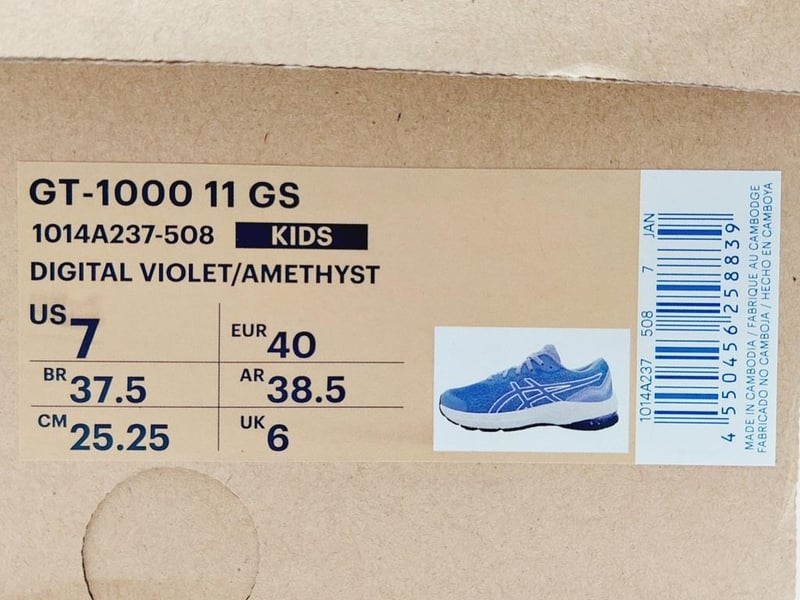 GT-1000 11 GS
1014A237-508 KIDS
DIGITAL VIOLET/AMETHYST
US 7 EUR 40
BR 37.5 AR 38.5
CM 25.25 UK 6
1014A237 508 7 JAN
4 550456 258839
MADE IN CAMBODIA / FABRIQUE AU CAMBODGE
FABRICADO NO CAMBOJA / HECHO EN CAMBOYA